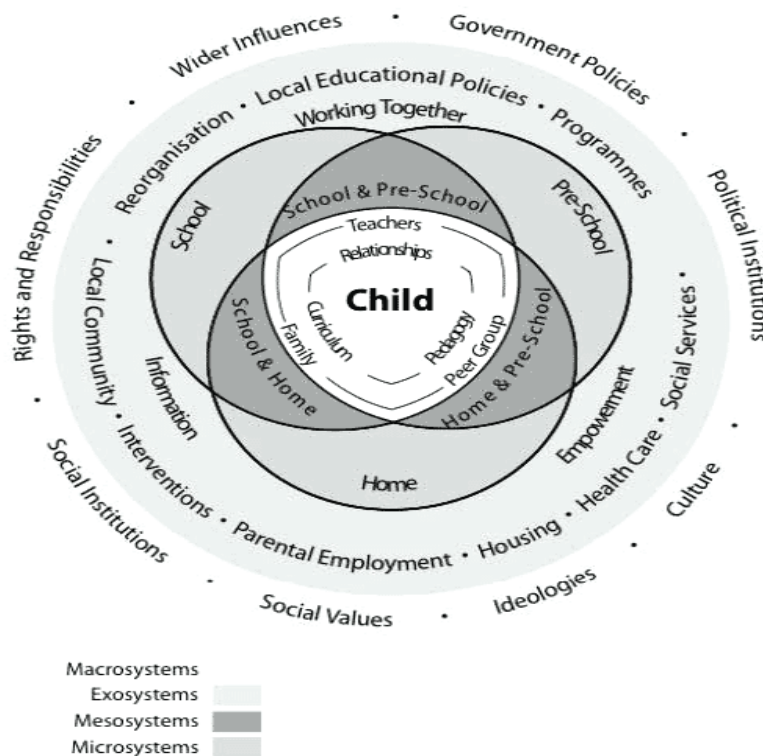 Wider Influences
Government Policies
Rights and Responsibilities
Political Institutions
Social Institutions
Culture
Social Values
Ideologies
Reorganisation • Local Educational Policies • Programmes
Working Together
Local Community • Interventions • Parental Employment • Housing • Health Care • Social Services •
School
Pre-School
School & Pre-School
Teachers
Relationships
Child
Curriculum
Pedagogy
Family
Peer Group
School & Home
Home & Pre-School
Information
Empowerment
Home
Macrosystems
Exosystems
Mesosystems
Microsystems